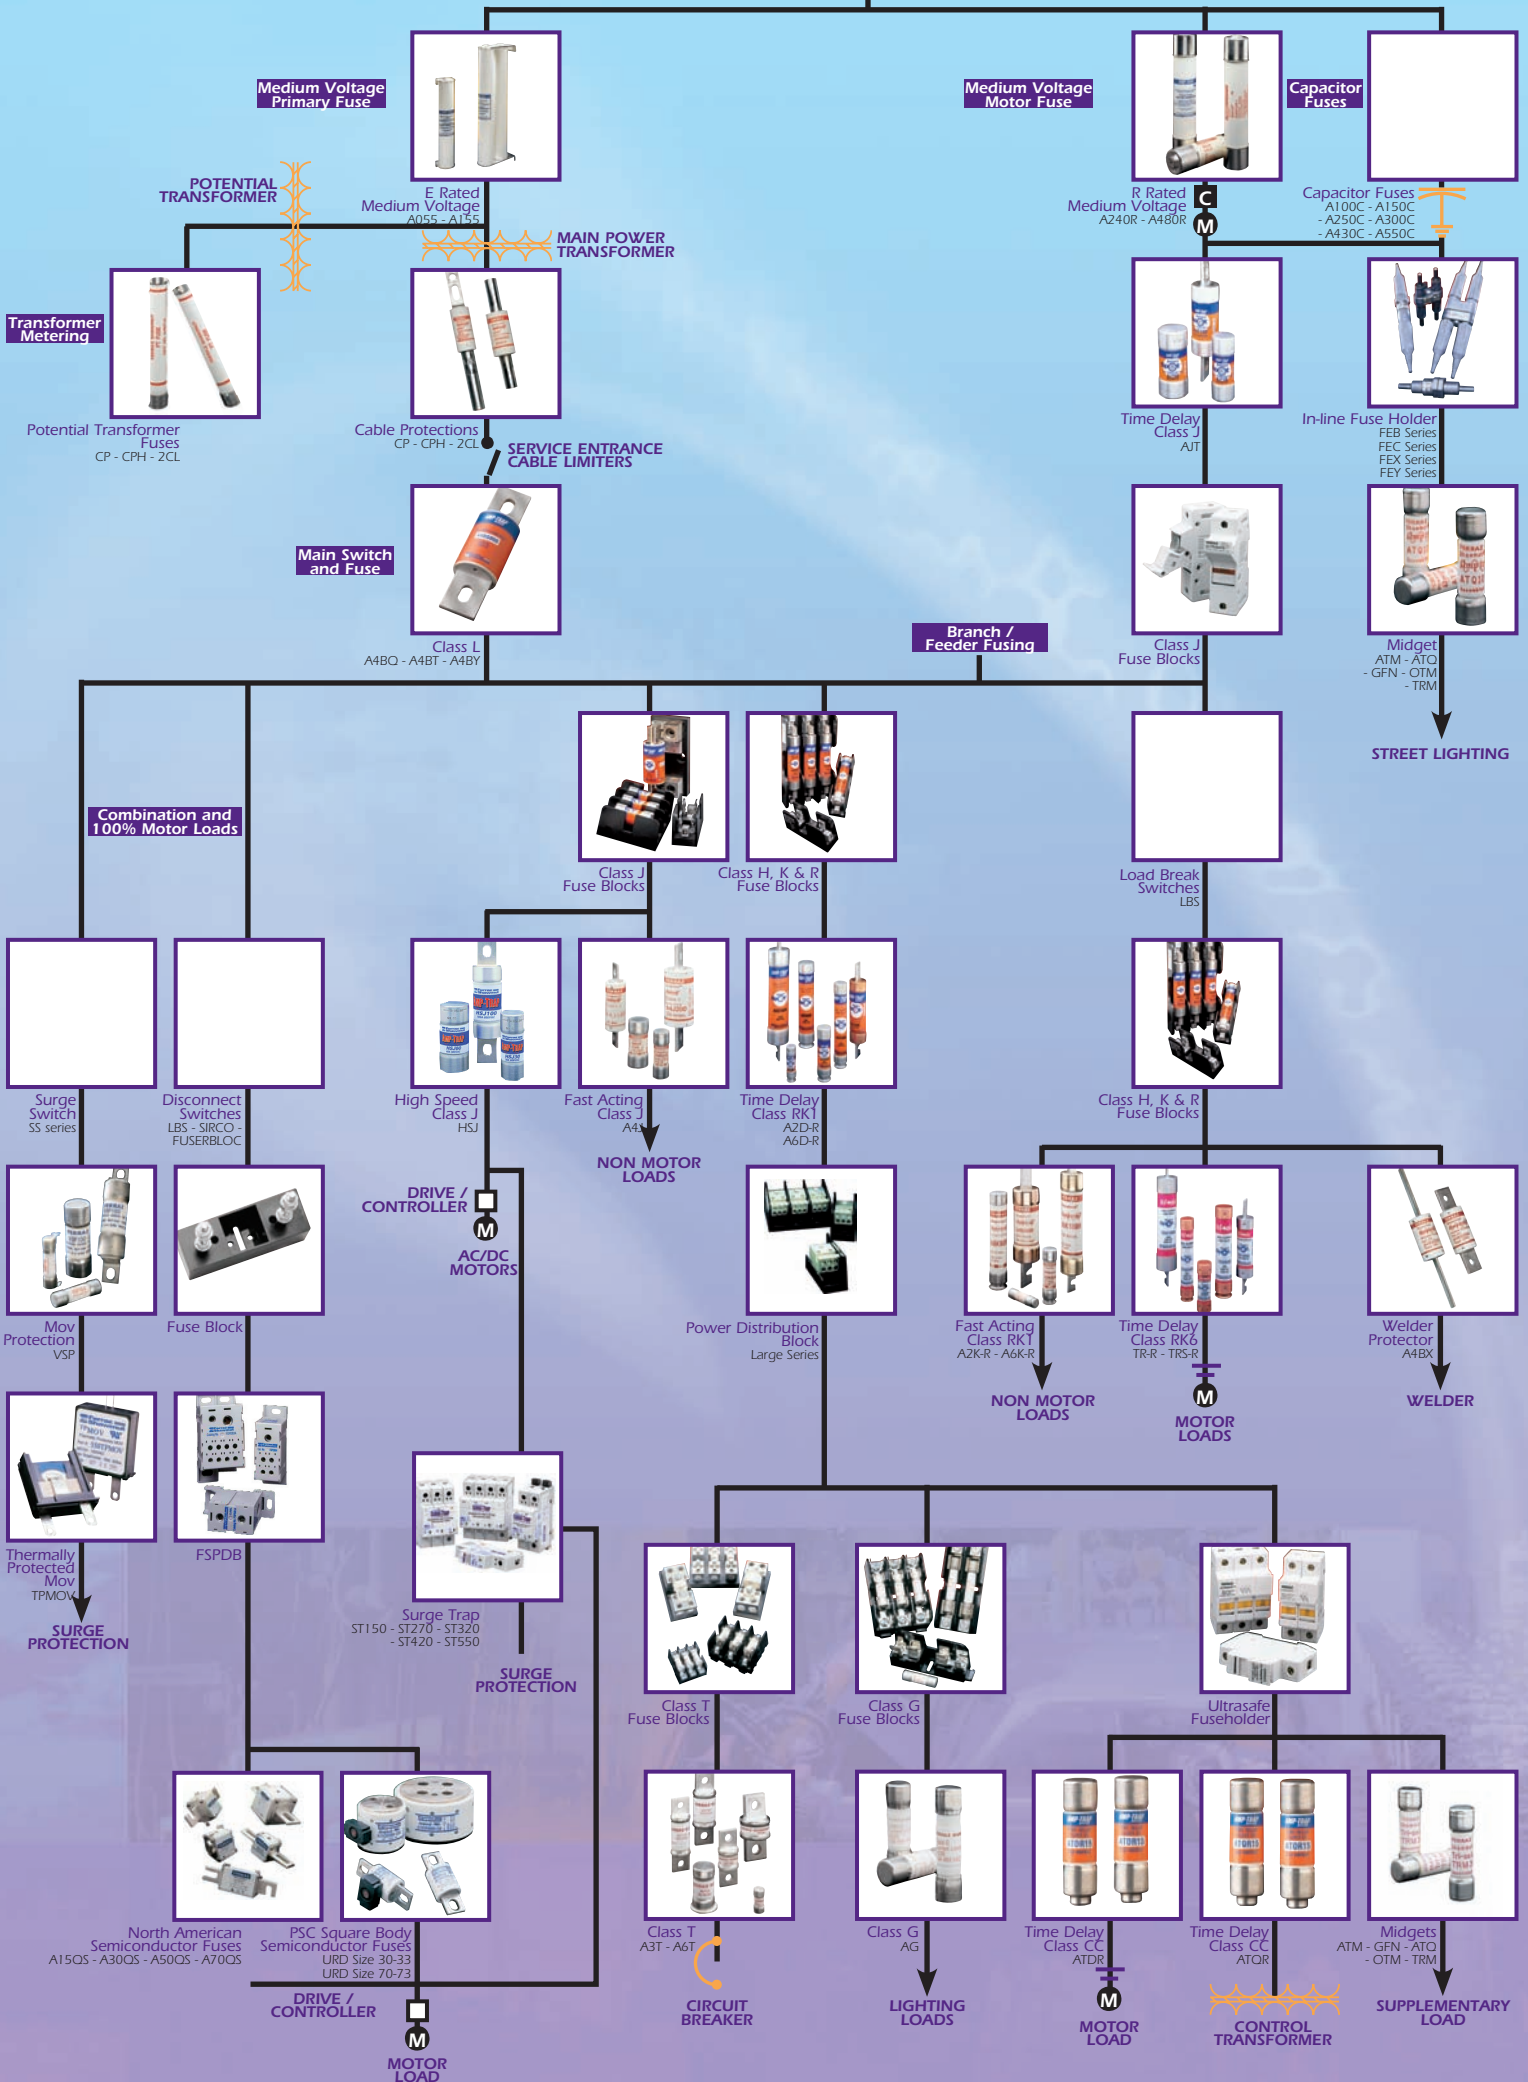 Medium Voltage
Primary Fuse
Medium Voltage
Motor Fuse
Capacitor
Fuses
POTENTIAL
TRANSFORMER
E Rated
Medium Voltage
A055 - A155
MAIN POWER
TRANSFORMER
R Rated
Medium Voltage
A240R - A480R
C
M
Capacitor Fuses
A100C - A150C
- A250C - A300C
- A430C - A550C
Transformer
Metering
Potential Transformer
Fuses
CP - CPH - 2CL
Cable Protections
CP - CPH - 2CL
SERVICE ENTRANCE
CABLE LIMITERS
Time Delay
Class J
AJT
In-line Fuse Holder
FEB Series
FEC Series
FEX Series
FEY Series
Main Switch
and Fuse
Class L
A4BQ - A4BT - A4BY
Branch /
Feeder Fusing
Class J
Fuse Blocks
Midget
ATM - ATQ
- GFN - OTM
- TRM
STREET LIGHTING
Combination and
100% Motor Loads
Class J
Fuse Blocks
Class H, K & R
Fuse Blocks
Load Break
Switches
LBS
Surge
Switch
SS series
Disconnect
Switches
LBS - SIRCO -
FUSERBLOC
High Speed
Class J
HSJ
Fast Acting
Class J
A4J
NON MOTOR
LOADS
Time Delay
Class RK1
A2D-R
A6D-R
Class H, K & R
Fuse Blocks
DRIVE /
CONTROLLER
M
AC/DC
MOTORS
Mov
Protection
VSP
Fuse Block
Power Distribution
Block
Large Series
Fast Acting
Class RK1
A2K-R - A6K-R
NON MOTOR
LOADS
Time Delay
Class RK6
TR-R - TRS-R
M
MOTOR
LOADS
Welder
Protector
A4BX
WELDER
Thermally
Protected
Mov
TPMOV
SURGE
PROTECTION
FSPDB
Surge Trap
ST150 - ST270 - ST320
- ST420 - ST550
SURGE
PROTECTION
Class T
Fuse Blocks
Class G
Fuse Blocks
Ultrasafe
Fuseholder
North American
Semiconductor Fuses
A15QS - A30QS - A50QS - A70QS
PSC Square Body
Semiconductor Fuses
URD Size 30-33
URD Size 70-73
DRIVE /
CONTROLLER
M
MOTOR
LOAD
Class T
A3T - A6T
CIRCUIT
BREAKER
Class G
AG
LIGHTING
LOADS
Time Delay
Class CC
ATDR
M
MOTOR
LOAD
Time Delay
Class CC
ATQR
CONTROL
TRANSFORMER
Midgets
ATM - GFN - ATQ
- OTM - TRM
SUPPLEMENTARY
LOAD